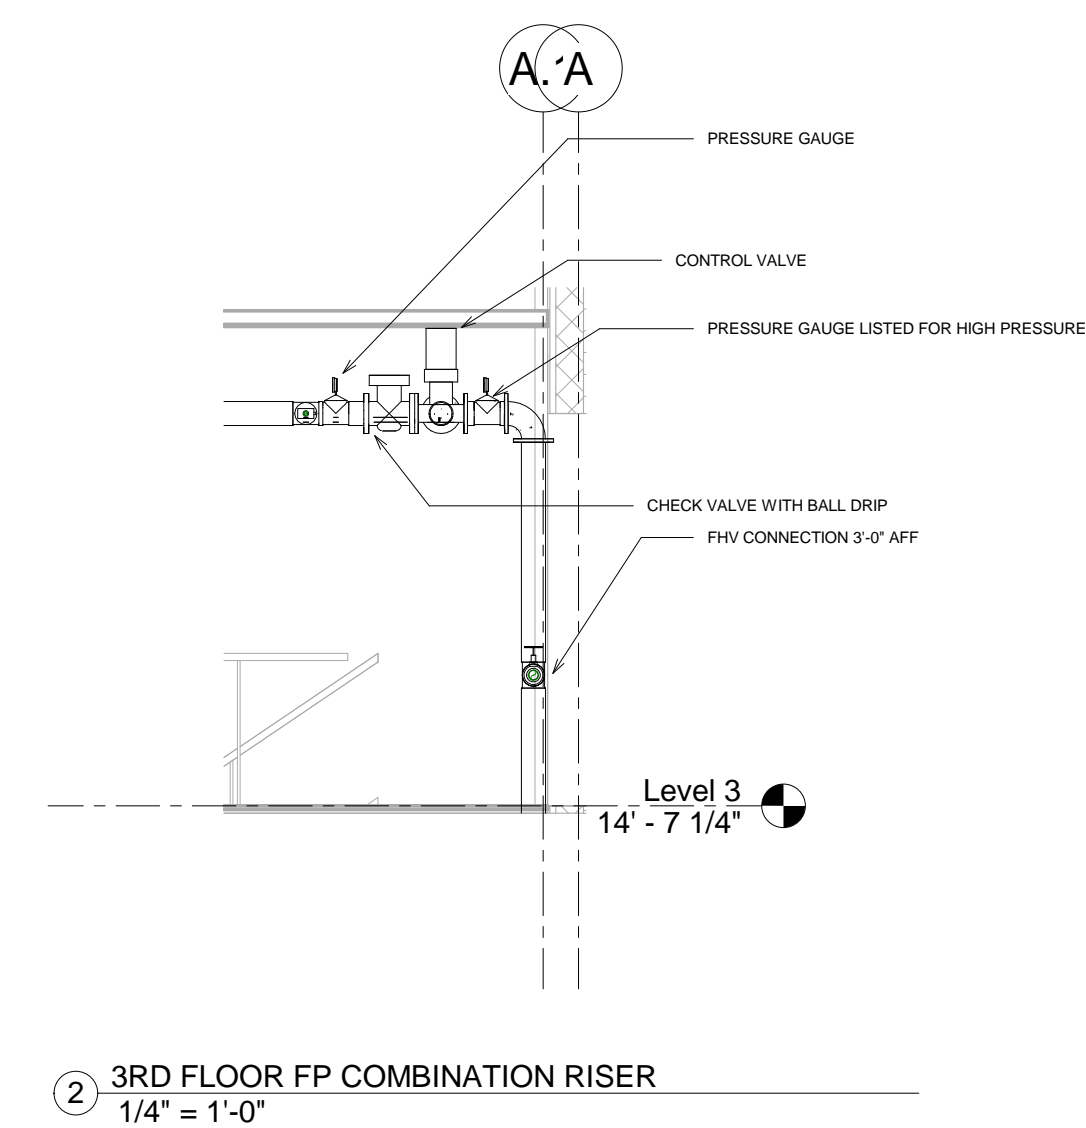 A.
A
PRESSURE GAUGE
CONTROL VALVE
PRESSURE GAUGE LISTED FOR HIGH PRESSURE
CHECK VALVE WITH BALL DRIP
FHV CONNECTION 3'-0" AFF
Level 3
14' - 7 1/4"
2
3RD FLOOR FP COMBINATION RISER
1/4" = 1'-0"